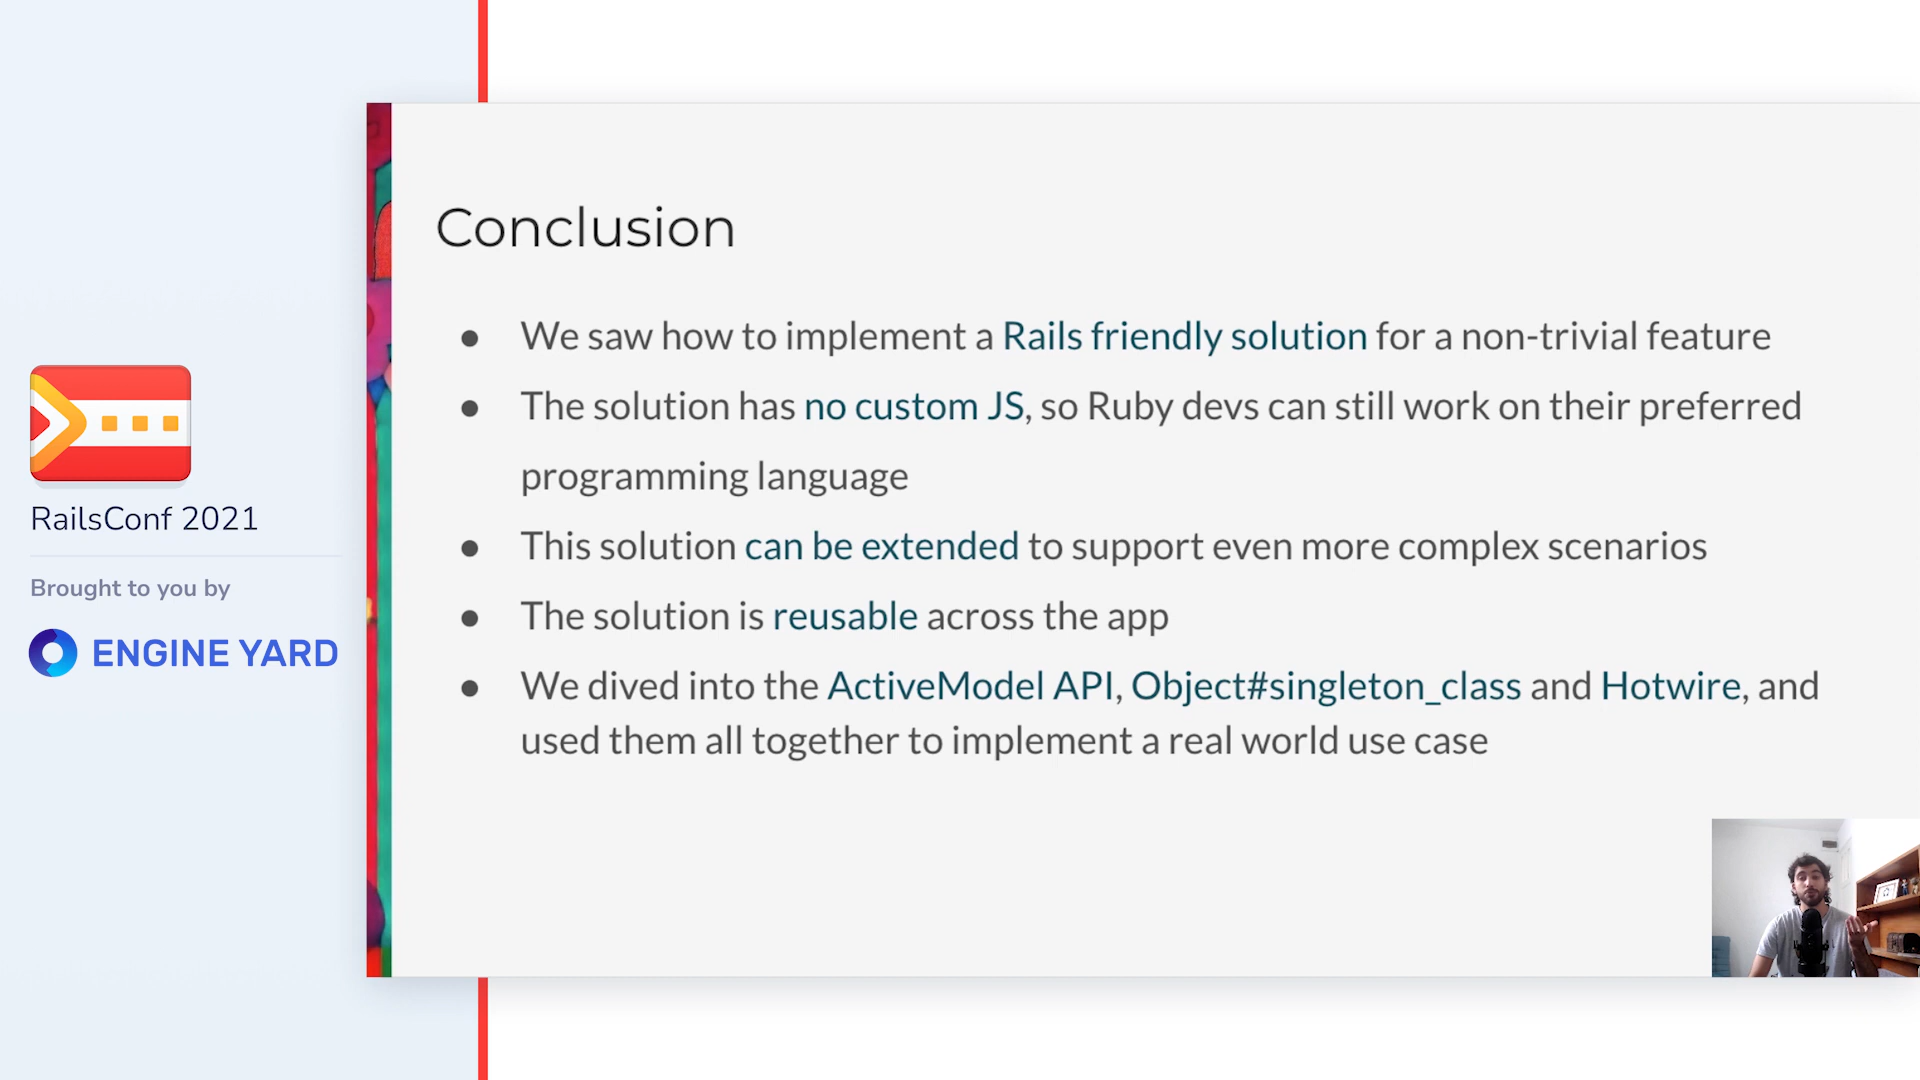 RailsConf 2021
Brought to you by
ENGINE YARD
Conclusion
● We saw how to implement a Rails friendly solution for a non-trivial feature
● The solution has no custom JS, so Ruby devs can still work on their preferred
programming language
● This solution can be extended to support even more complex scenarios
● The solution is reusable across the app
● We dived into the ActiveModel API, Object#singleton_class and Hotwire, and
used them all together to implement a real world use case